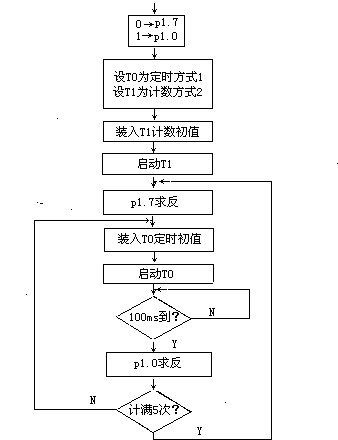 0→p1.7
1→p1.0
设T0为定时方式1
设T1为计数方式2
装入T1计数初值
启动T1
p1.7求反
装入T0定时初值
启动T0
100ms到？
N
Y
p1.0求反
N
计满5次？
Y